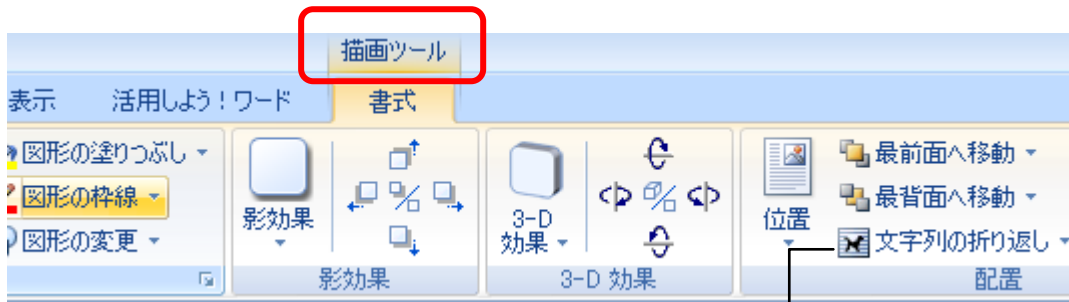 描画ツール
表示 活用しよう！ワード 書式
図形の塗りつぶし
図形の枠線
図形の変更
影効果
影効果
3-D
効果
3-D 効果
位置
最前面へ移動
最背面へ移動
文字列の折り返し
配置